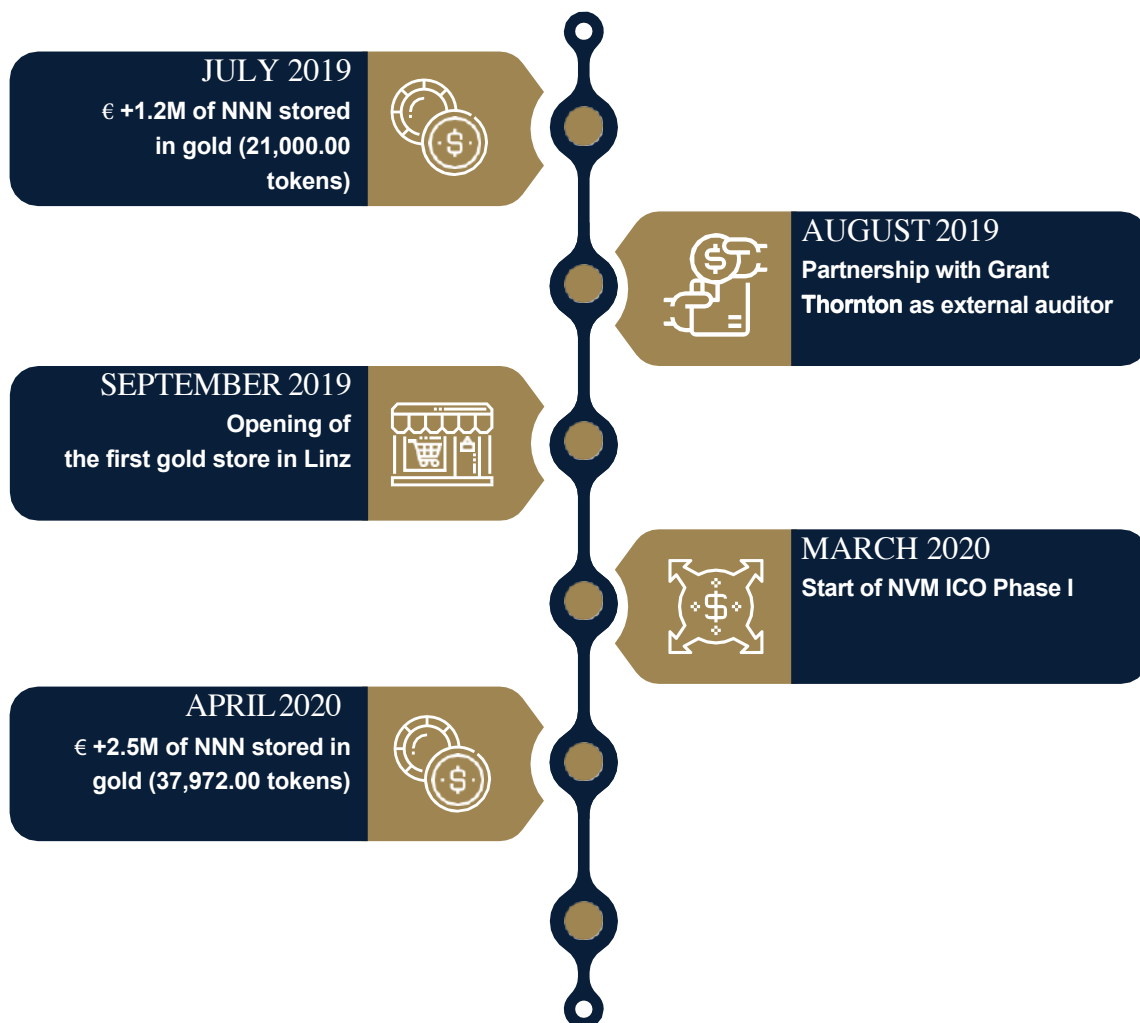 JULY 2019
€ +1.2M of NNN stored
in gold (21,000.00
tokens)
AUGUST 2019
Partnership with Grant
Thornton as external auditor
SEPTEMBER 2019
Opening of
the first gold store in Linz
MARCH 2020
Start of NVM ICO Phase I
APRIL 2020
€ +2.5M of NNN stored in
gold (37,972.00 tokens)